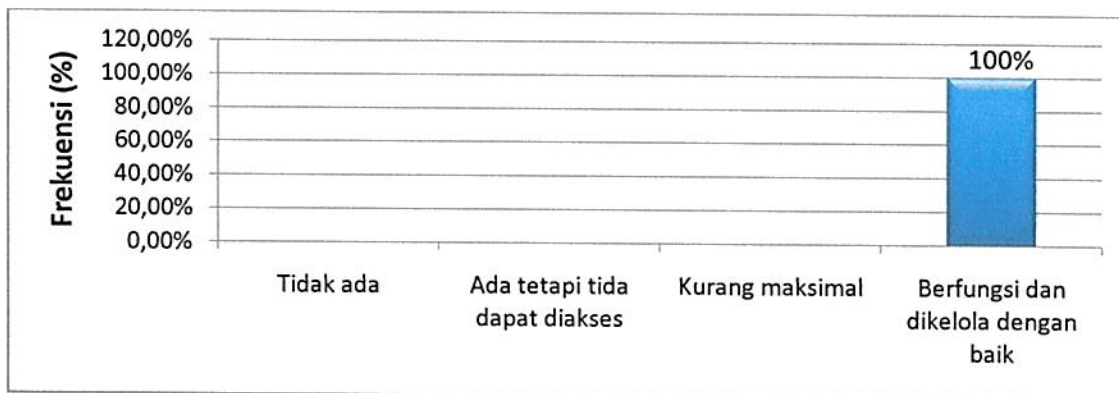 Frekuensi (%)
120,00%
100,00%
80,00%
60,00%
40,00%
20,00%
0,00%
100%
Tidak ada
Ada tetapi tida
dapat diakses
Kurang maksimal
Berfungsi dan
dikelola dengan
baik